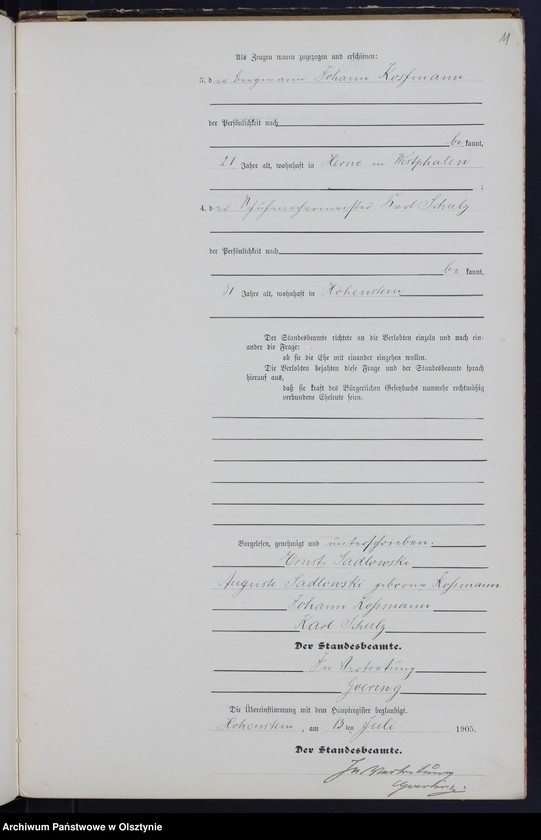 11
Als Zeugen waren zugezogen und erschienen:
3. der bergmann Johann Koßmann
der Persönlichkeit nach
be kannt,
21 Jahre alt, wohnhaft in Herne in Westphalen
;
4. der Schuhmachermeister Karl Schulz
der Persönlichkeit nach
be kannt,
31 Jahre alt, wohnhaft in Hohenstein
Der Standesbeamte richtete an die Verlobten einzeln und nach ein-
ander die Frage:
ob sie die Ehe mit einander eingehen wollen.
Die Verlobten bejahten diese Frage und der Standesbeamte sprach
hierauf aus,
daß sie kraft des Bürgerlichen Gesetzbuchs nunmehr rechtmäßig
verbundene Eheleute seien.
Vorgelesen, genehmigt und unterschrieben.
Ernst Sadlowski
Auguste Sadlowski geborene Koßmann
Johann Koßmann
Karl Schulz
Der Standesbeamte.
In Vertretung
Goering
Die Übereinstimmung mit dem Hauptregister beglaubigt.
Hohenstein, am 13 ten Juli 1905.
Der Standesbeamte.
In Vertretung
Goering.
Archiwum Państwowe w Olsztynie